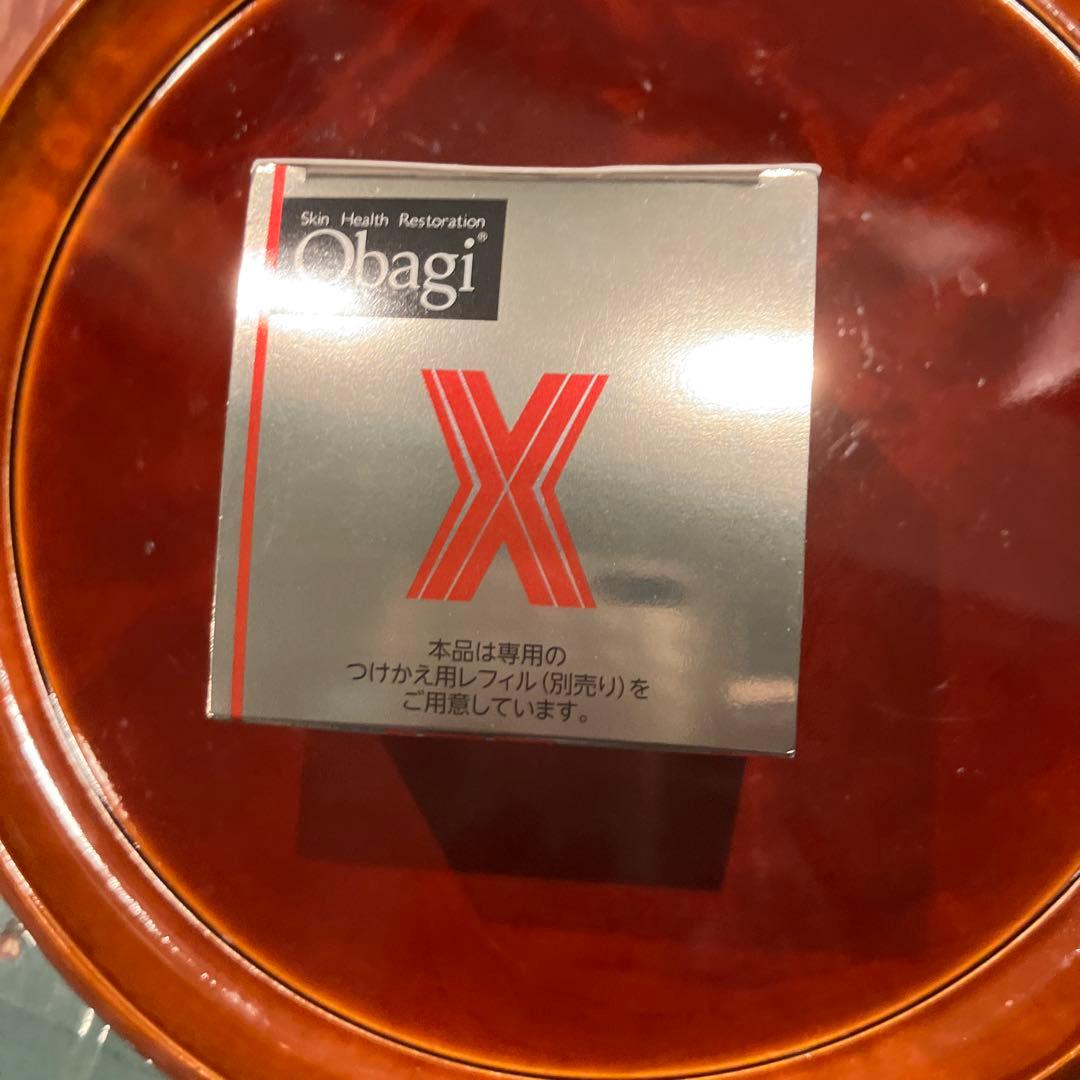 Skin Health Restoration
Obagi®
X
本品は専用の
つけかえ用レフィル(別売り)を
ご用意しています。